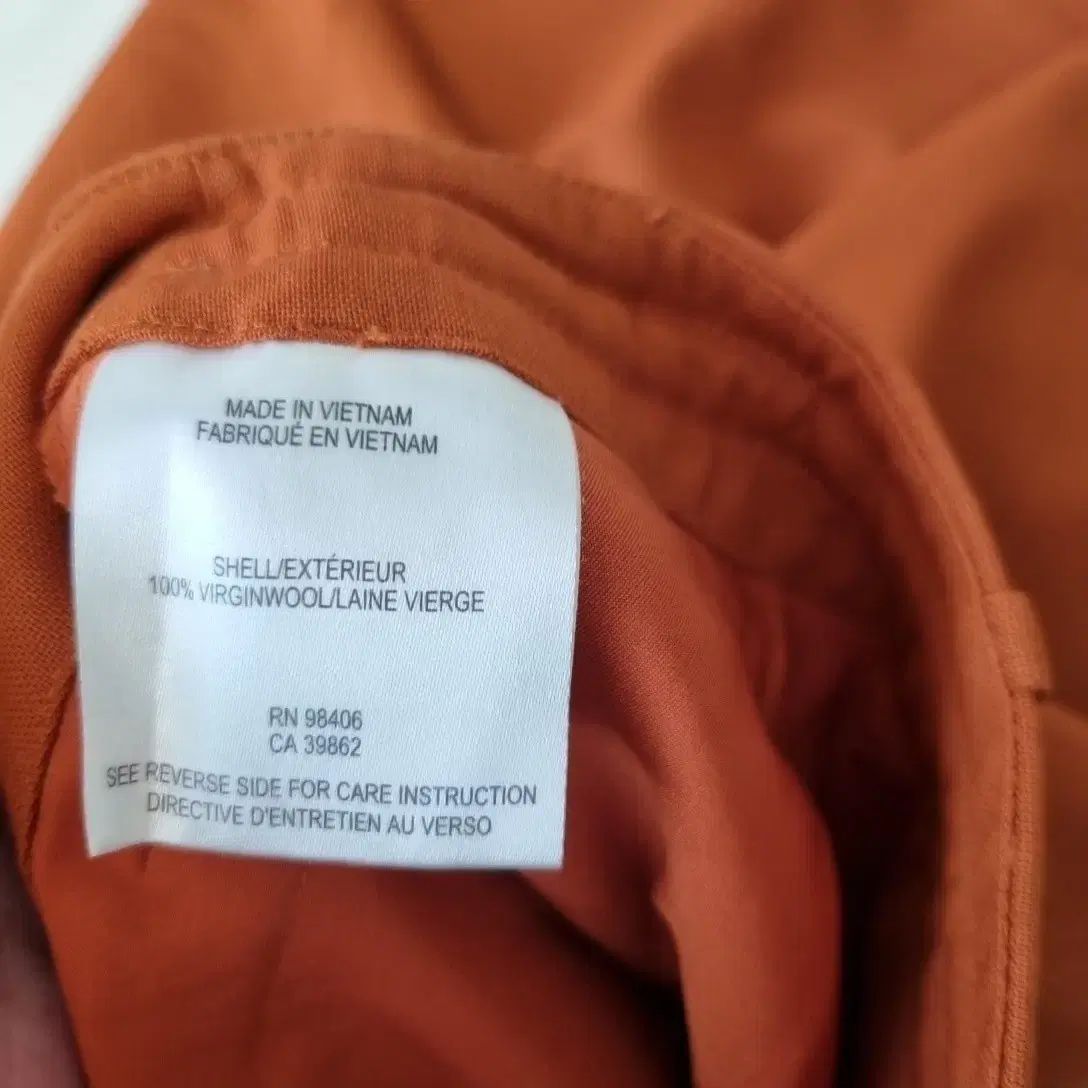 MADE IN VIETNAM
FABRIQUÉ EN VIETNAM
SHELL/EXTÉRIEUR
100% VIRGINWOOL/LAINE VIERGE
RN 98406
CA 39862
SEE REVERSE SIDE FOR CARE INSTRUCTION
DIRECTIVE D'ENTRETIEN AU VERSO